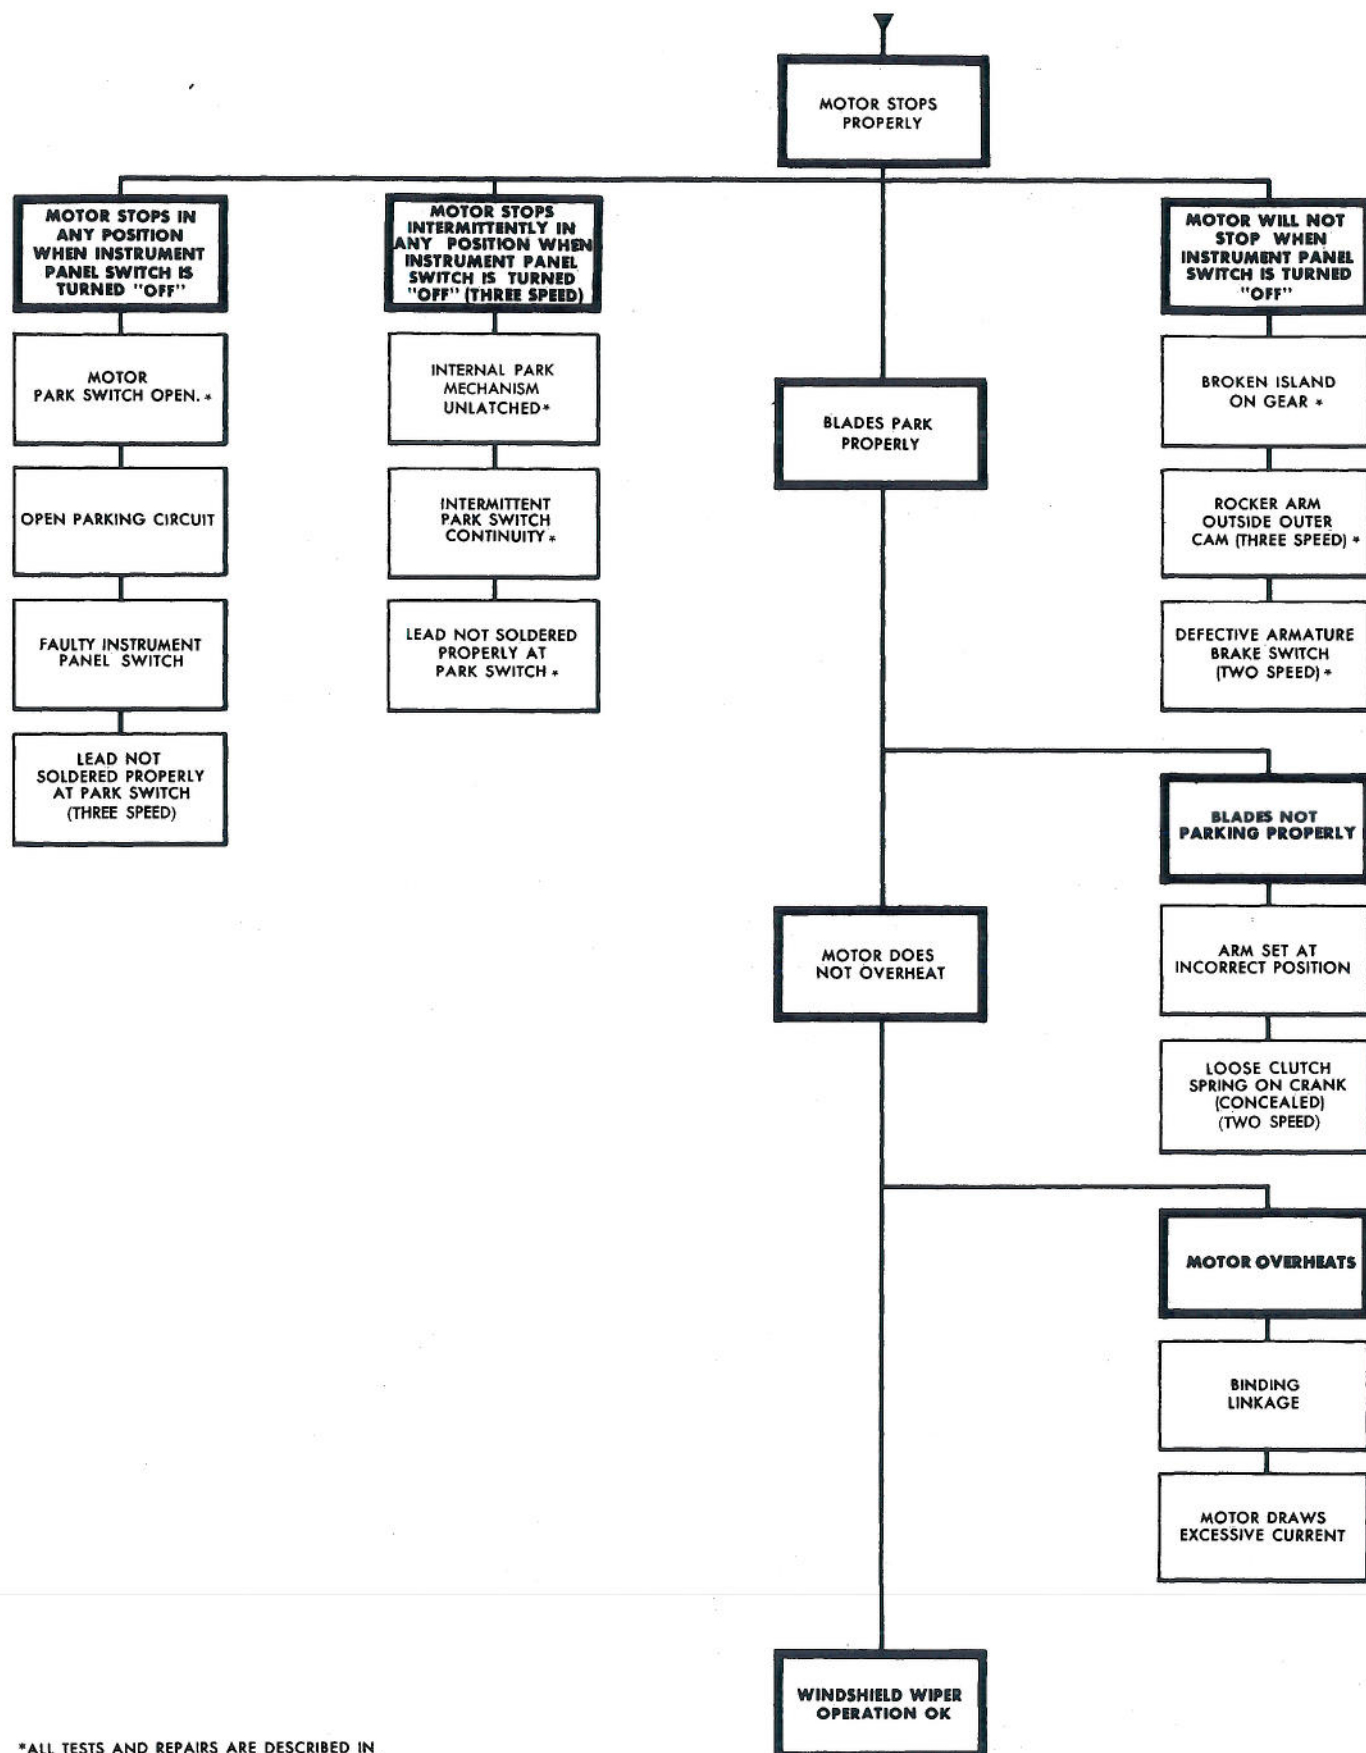 MOTOR STOPS
PROPERLY
MOTOR STOPS IN
ANY POSITION
WHEN INSTRUMENT
PANEL SWITCH IS
TURNED "OFF"
MOTOR
PARK SWITCH OPEN. *
OPEN PARKING CIRCUIT
FAULTY INSTRUMENT
PANEL SWITCH
LEAD NOT
SOLDERED PROPERLY
AT PARK SWITCH
(THREE SPEED)
MOTOR STOPS
INTERMITTENTLY IN
ANY POSITION WHEN
INSTRUMENT PANEL
SWITCH IS TURNED
"OFF" (THREE SPEED)
INTERNAL PARK
MECHANISM
UNLATCHED*
INTERMITTENT
PARK SWITCH
CONTINUITY *
LEAD NOT SOLDERED
PROPERLY AT
PARK SWITCH *
BLADES PARK
PROPERLY
MOTOR WILL NOT
STOP WHEN
INSTRUMENT PANEL
SWITCH IS TURNED
"OFF"
BROKEN ISLAND
ON GEAR *
ROCKER ARM
OUTSIDE OUTER
CAM (THREE SPEED) *
DEFECTIVE ARMATURE
BRAKE SWITCH
(TWO SPEED) *
BLADES NOT
PARKING PROPERLY
ARM SET AT
INCORRECT POSITION
LOOSE CLUTCH
SPRING ON CRANK
(CONCEALED)
(TWO SPEED)
MOTOR DOES
NOT OVERHEAT
MOTOR OVERHEATS
BINDING
LINKAGE
MOTOR DRAWS
EXCESSIVE CURRENT
WINDSHIELD WIPER
OPERATION OK
*ALL TESTS AND REPAIRS ARE DESCRIBED IN